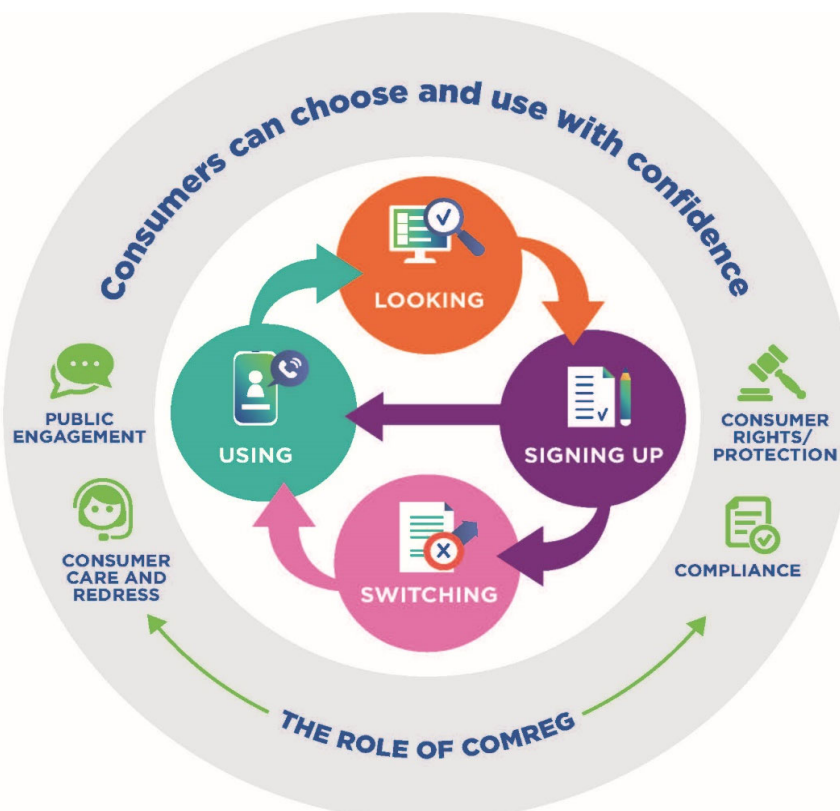 Consumers can choose and use with confidence
LOOKING
PUBLIC
ENGAGEMENT
USING
SIGNING UP
CONSUMER
RIGHTS/
PROTECTION
CONSUMER
CARE AND
REDRESS
SWITCHING
COMPLIANCE
THE ROLE OF COMREG